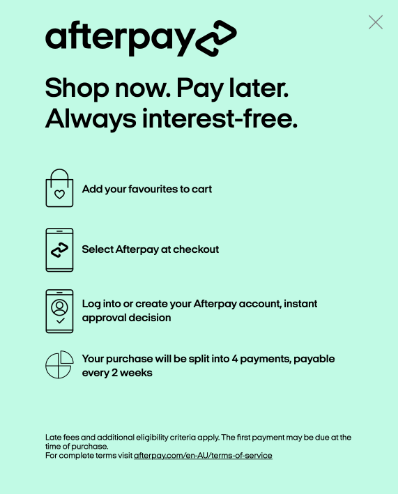 afterpay
Shop now. Pay later.
Always interest-free.
Add your favourites to cart
Select Afterpay at checkout
Log into or create your Afterpay account, instant
approval decision
Your purchase will be split into 4 payments, payable
every 2 weeks
Late fees and additional eligibility criteria apply. The first payment may be due at the
time of purchase.
For complete terms visit afterpay.com/en-AU/terms-of-service